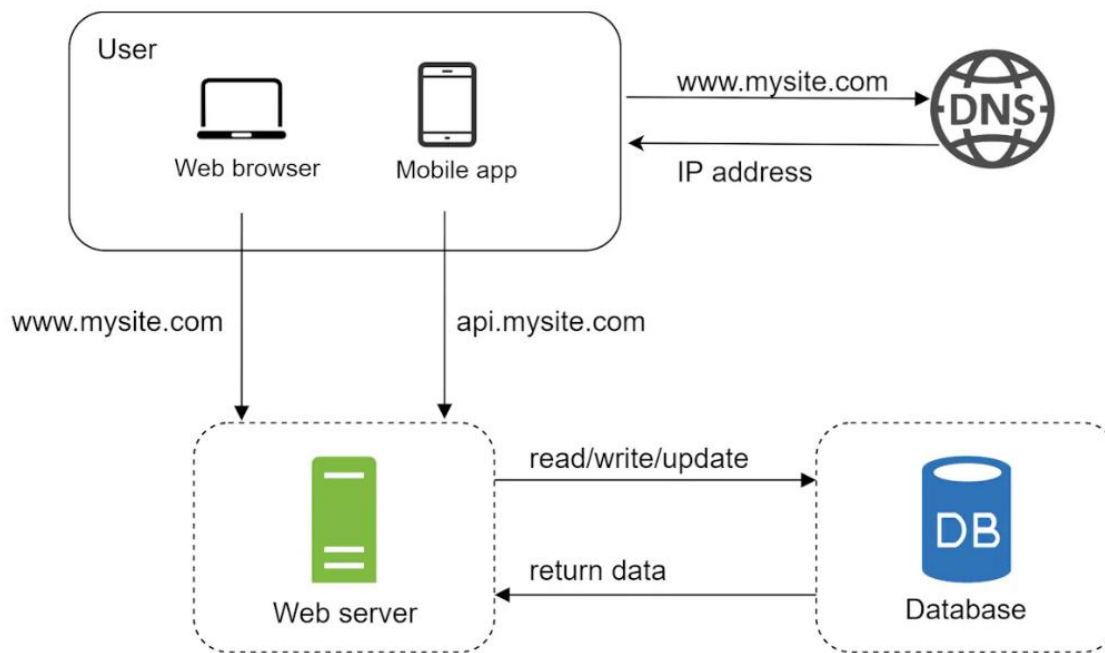 User
Web browser
Mobile app
www.mysite.com
DNS
IP address
www.mysite.com
api.mysite.com
read/write/update
DB
return data
Web server
Database